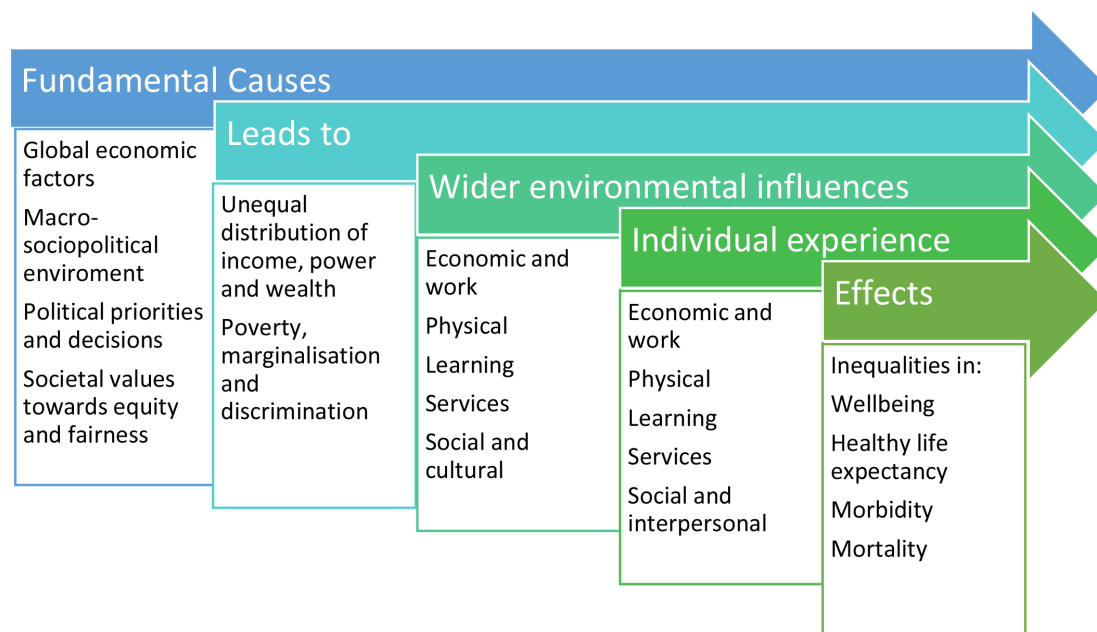 Fundamental Causes
Global economic
factors
Macro-
sociopolitical
enviroment
Political priorities
and decisions
Societal values
towards equity
and fairness
Leads to
Unequal
distribution of
income, power
and wealth
Poverty,
marginalisation
and
discrimination
Wider environmental influences
Economic and
work
Physical
Learning
Services
Social and
cultural
Individual experience
Economic and
work
Physical
Learning
Services
Social and
interpersonal
Effects
Inequalities in:
Wellbeing
Healthy life
expectancy
Morbidity
Mortality